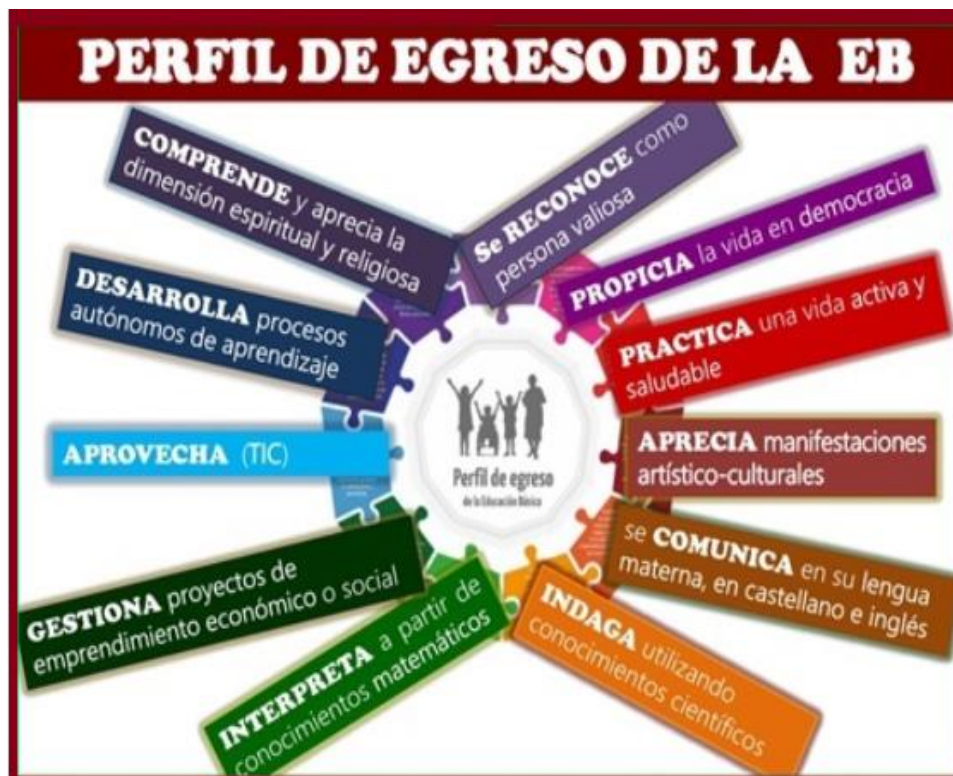 PERFIL DE EGRESO DE LA EB
COMPRENDE y aprecia la
dimensión espiritual y religiosa
Se RECONOCE como
persona valiosa
PROPICIA la vida en democracia
PRACTICA una vida activa y
saludable
APRECIA manifestaciones
artístico-culturales
se COMUNICA en su lengua
materna, en castellano e inglés
INDAGA utilizando
conocimientos científicos
INTERPRETA a partir de
conocimientos matemáticos
GESTIONA proyectos de
emprendimiento económico o social
APROVECHA (TIC)
DESARROLLA procesos
autónomos de aprendizaje
Perfil de egreso
de la Educación Básica